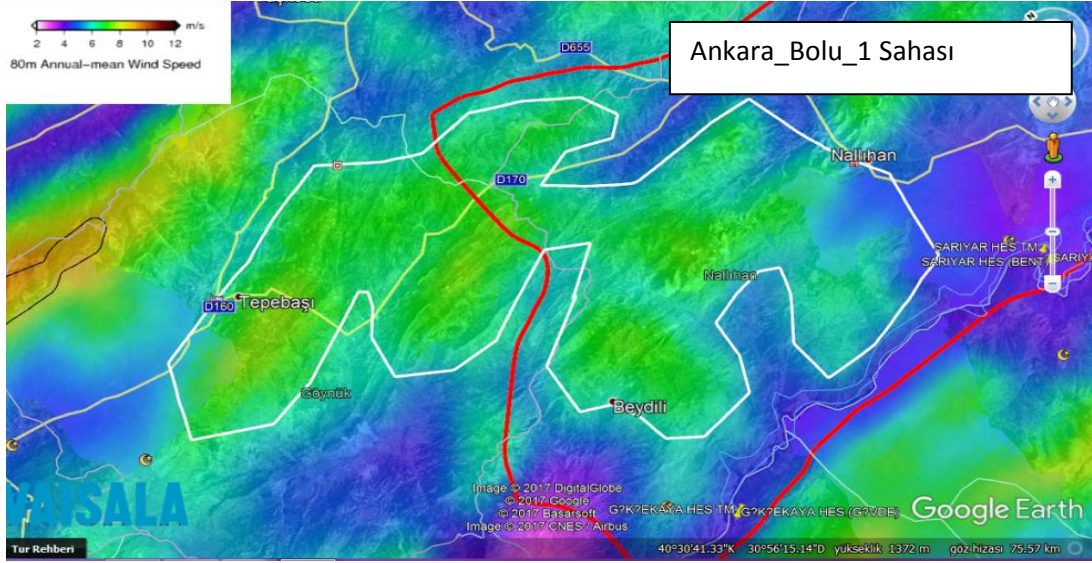 m/s
2 4 6 8 10 12
80m Annual-mean Wind Speed
Ankara_Bolu_1 Sahası
N
D655
D170
Nallıhan
SARIYAR HES TM
SARIYAR HES (BENT)
Nallıhan
D160
Tepebaşı
Göynük
Beydili
VAISALA
Image © 2017 DigitalGlobe
© 2017 Google
© 2017 Basarsoft
Image © 2017 CNES / Airbus
G?K?EKAYA HES TM
G?K?EKAYA HES (G?VDE)
Google Earth
Tur Rehberi
40°30'41.33"K 30°56'15.14"D yükseklik 1372 m göz hizası 75.57 km